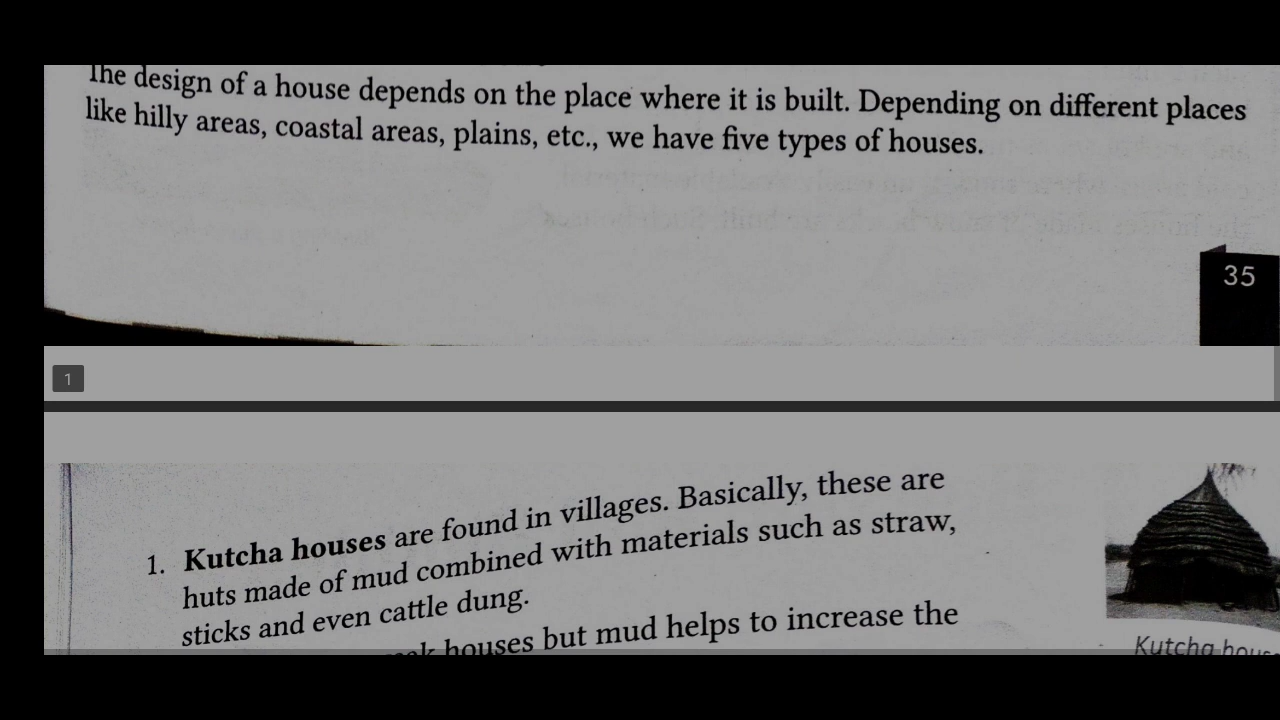 The design of a house depends on the place where it is built. Depending on different places
like hilly areas, coastal areas, plains, etc., we have five types of houses.
35
1
1. Kutcha houses are found in villages. Basically, these are
huts made of mud combined with materials such as straw,
sticks and even cattle dung.
houses but mud helps to increase the
Kutcha